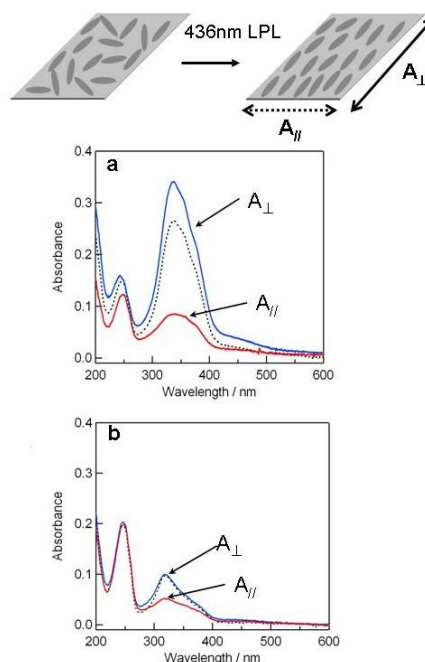 436nm LPL
A⊥
A//
a
0.4
0.3
0.2
0.1
0.0
Absorbance
A⊥
A//
200 300 400 500 600
Wavelength / nm
b
0.4
0.3
0.2
0.1
0.0
Absorbance
A⊥
A//
200 300 400 500 600
Wavelength / nm